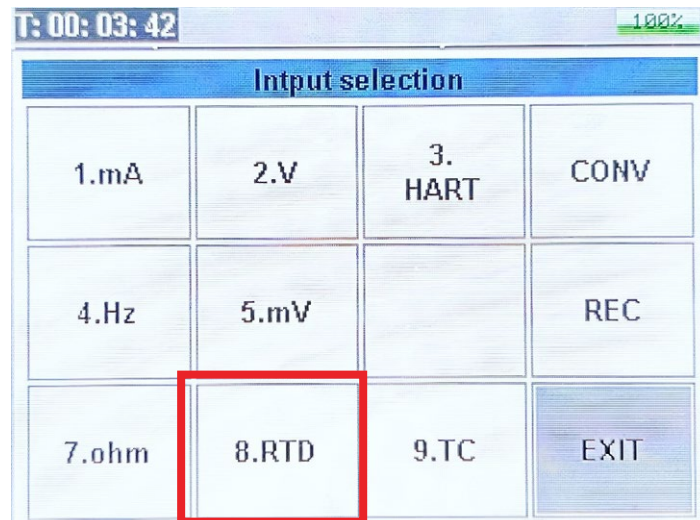 T: 00: 03: 42
100%
Intput selection
1.mA
2.V
3.
HART
CONV
4.Hz
5.mV
REC
7.ohm
8.RTD
9.TC
EXIT